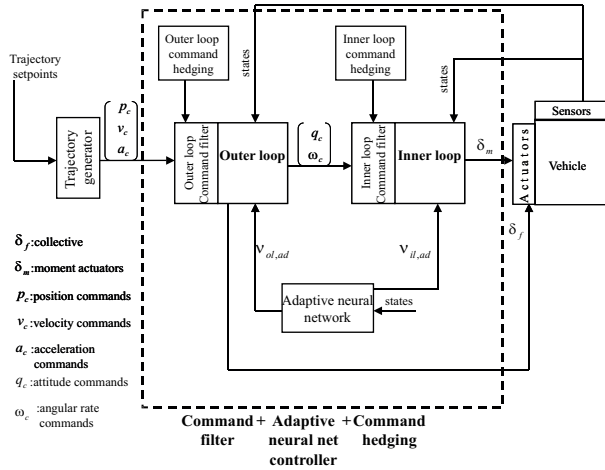 Trajectory
setpoints
Outer loop
command
hedging
states
Inner loop
command
hedging
states
Sensors
Trajectory
generator
p_c
v_c
a_c
Outer loop
Command filter
Outer loop
q_c
ω_c
Inner loop
Command filter
Inner loop
δ_m
Actuators
Vehicle
δ_f
ν_ol,ad
ν_il,ad
Adaptive neural
network
states
δ_f:collective
δ_m:moment actuators
p_c:position commands
v_c:velocity commands
a_c:acceleration
commands
q_c:attitude commands
ω_c:angular rate
commands
Command + Adaptive + Command
filter neural net hedging
controller